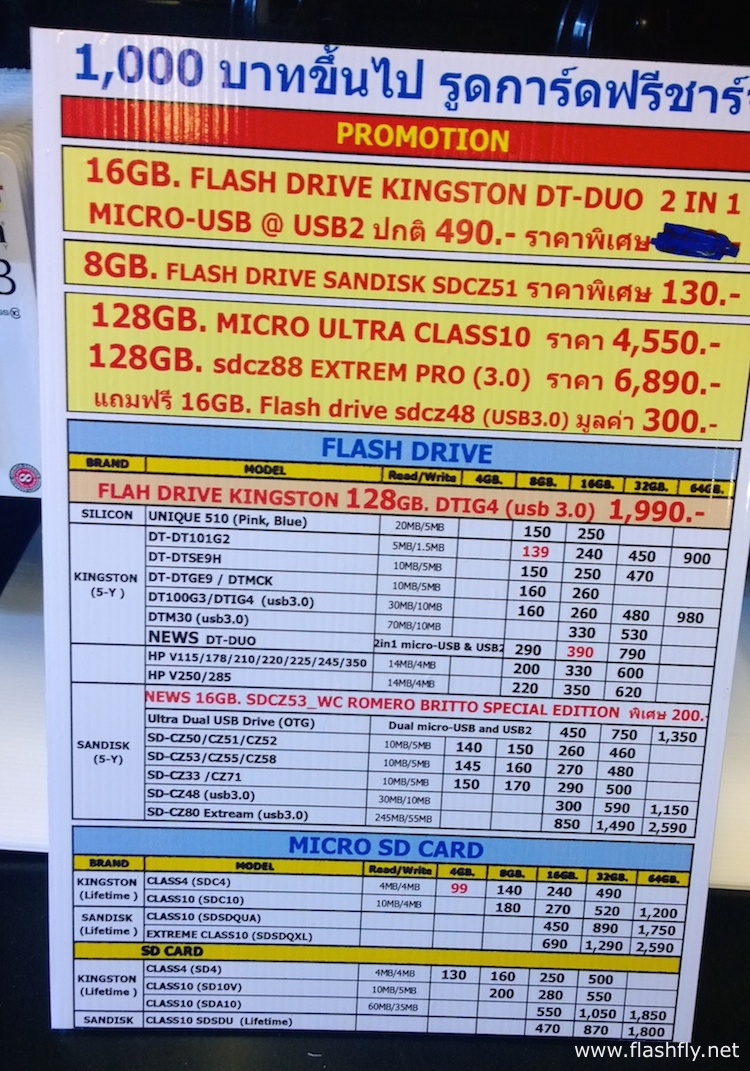 1,000 บาทขึ้นไป รูดการ์ดฟรีชาร์
PROMOTION
16GB. FLASH DRIVE KINGSTON DT-DUO 2 IN 1
MICRO-USB @ USB2 ปกติ 490.- ราคาพิเศษ
8GB. FLASH DRIVE SANDISK SDCZ51 ราคาพิเศษ 130.-
128GB. MICRO ULTRA CLASS10 ราคา 4,550.-
128GB. sdcz88 EXTREM PRO (3.0) ราคา 6,890.-
แถมฟรี 16GB. Flash drive sdcz48 (USB3.0) มูลค่า 300.-
FLASH DRIVE
BRAND MODEL Read/Write 4GB. 8GB. 16GB. 32GB. 64GB.
FLAH DRIVE KINGSTON 128GB. DTIG4 (usb 3.0) 1,990.-
SILICON UNIQUE 510 (Pink, Blue) 20MB/5MB 150 250
KINGSTON (5-Y ) DT-DT101G2 5MB/1.5MB 139 240 450 900
DT-DTSE9H 10MB/5MB 150 250 470
DT-DTGE9 / DTMCK 10MB/5MB 160 260
DT100G3/DTIG4 (usb3.0) 30MB/10MB 160 260 480 980
DTM30 (usb3.0) 70MB/10MB 330 530
NEWS DT-DUO 2in1 micro-USB & USB2 290 390 790
HP V115/178/210/220/225/245/350 14MB/4MB 200 330 600
HP V250/285 14MB/4MB 220 350 620
NEWS 16GB. SDCZ53_WC ROMERO BRITTO SPECIAL EDITION พิเศษ 200.-
SANDISK (5-Y) Ultra Dual USB Drive (OTG) Dual micro-USB and USB2 450 750 1,350
SD-CZ50/CZ51/CZ52 10MB/5MB 140 150 260 460
SD-CZ53/CZ55/CZ58 10MB/5MB 145 160 270 480
SD-CZ33 /CZ71 10MB/5MB 150 170 290 500
SD-CZ48 (usb3.0) 30MB/10MB 300 590 1,150
SD-CZ80 Extream (usb3.0) 245MB/55MB 850 1,490 2,590
MICRO SD CARD
BRAND MODEL Read/Write 4GB. 8GB. 16GB. 32GB. 64GB.
KINGSTON (Lifetime ) CLASS4 (SDC4) 4MB/4MB 99 140 240 490
CLASS10 (SDC10) 10MB/4MB 180 270 520 1,200
SANDISK (Lifetime ) CLASS10 (SDSDQUA) 450 890 1,750
EXTREME CLASS10 (SDSDQXL) 690 1,290 2,590
SD CARD
KINGSTON (Lifetime ) CLASS4 (SD4) 4MB/4MB 130 160 250 500
CLASS10 (SD10V) 10MB/5MB 200 280 550
CLASS10 (SDA10) 60MB/35MB 550 1,050 1,850
SANDISK CLASS10 SDSDU (Lifetime) 470 870 1,800
www.flashfly.net